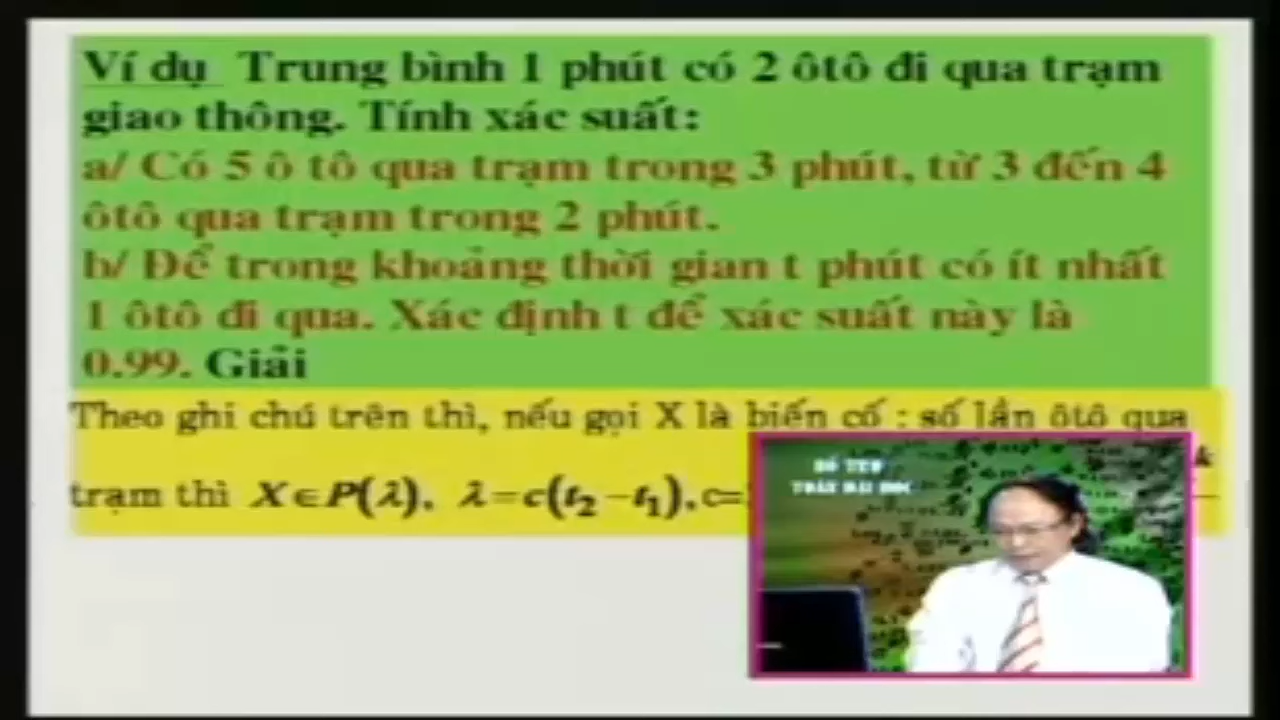 Ví dụ Trung bình 1 phút có 2 ôtô đi qua trạm
giao thông. Tính xác suất:
a/ Có 5 ô tô qua trạm trong 3 phút, từ 3 đến 4
ôtô qua trạm trong 2 phút.
b/ Để trong khoảng thời gian t phút có ít nhất
1 ôtô đi qua. Xác định t để xác suất này là
0.99. Giải
Theo ghi chú trên thì, nếu gọi X là biến cố : số lần ôtô qua
trạm thì X∈P(λ), λ=c(t₂−t₁),c=
TOÁN ĐẠI HỌC